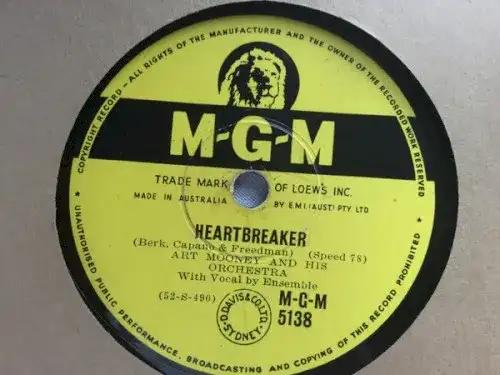 COPYRIGHT RECORD - ALL RIGHTS OF THE MANUFACTURER AND THE OWNER OF THE RECORDED WORK RESERVED
M-G-M
TRADE MARK OF LOEWS INC.
MADE IN AUSTRALIA BY E.M.I. (AUST) PTY LTD
HEARTBREAKER
(Berk, Capano & Freedman) (Speed 78)
ART MOONEY AND HIS
ORCHESTRA
With Vocal by Ensemble
(52-S-490)
D. DAVIS & CO. LTD.
SYDNEY
M-G-M
5138
UNAUTHORISED PUBLIC PERFORMANCE, BROADCASTING AND COPYING OF THIS RECORD PROHIBITED